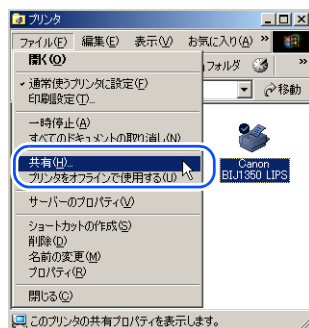 プリンタ
ファイル(F) 編集(E) 表示(V) お気に入り(A) »
開く(O)
フォルダ »
通常使うプリンタに設定(F)
移動
印刷設定(T)...
一時停止(A)
すべてのドキュメントの取り消し(N)
共有(H)...
プリンタをオフラインで使用する(U)
Canon
BIJ1350 LIPS
サーバーのプロパティ(V)
ショートカットの作成(S)
削除(D)
名前の変更(M)
プロパティ(R)
閉じる(C)
このプリンタの共有プロパティを表示します。